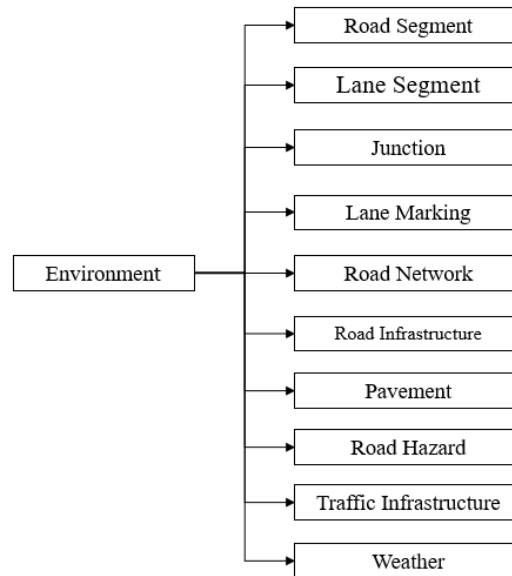 Road Segment
Lane Segment
Junction
Lane Marking
Environment
Road Network
Road Infrastructure
Pavement
Road Hazard
Traffic Infrastructure
Weather